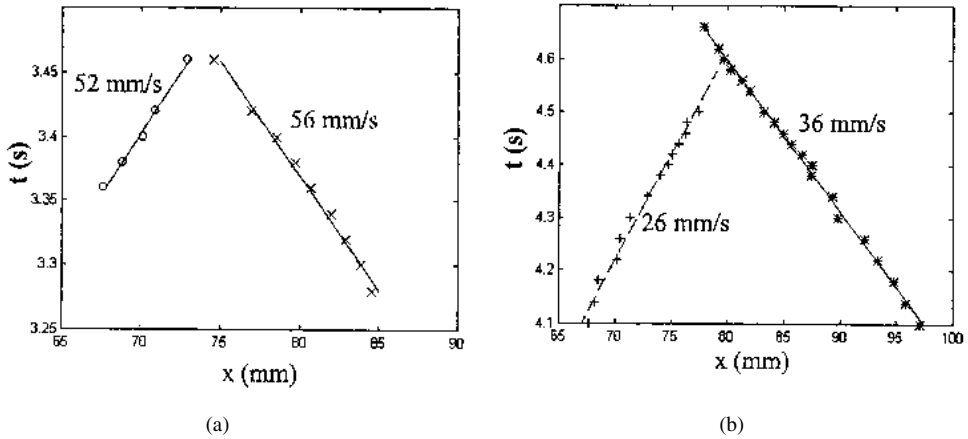 3.45
3.4
3.35
3.3
3.25
65 70 75 80 85 90
t (s)
x (mm)
52 mm/s
56 mm/s
(a)
4.6
4.5
4.4
4.3
4.2
4.1
65 70 75 80 85 90 95 100
t (s)
x (mm)
36 mm/s
26 mm/s
(b)